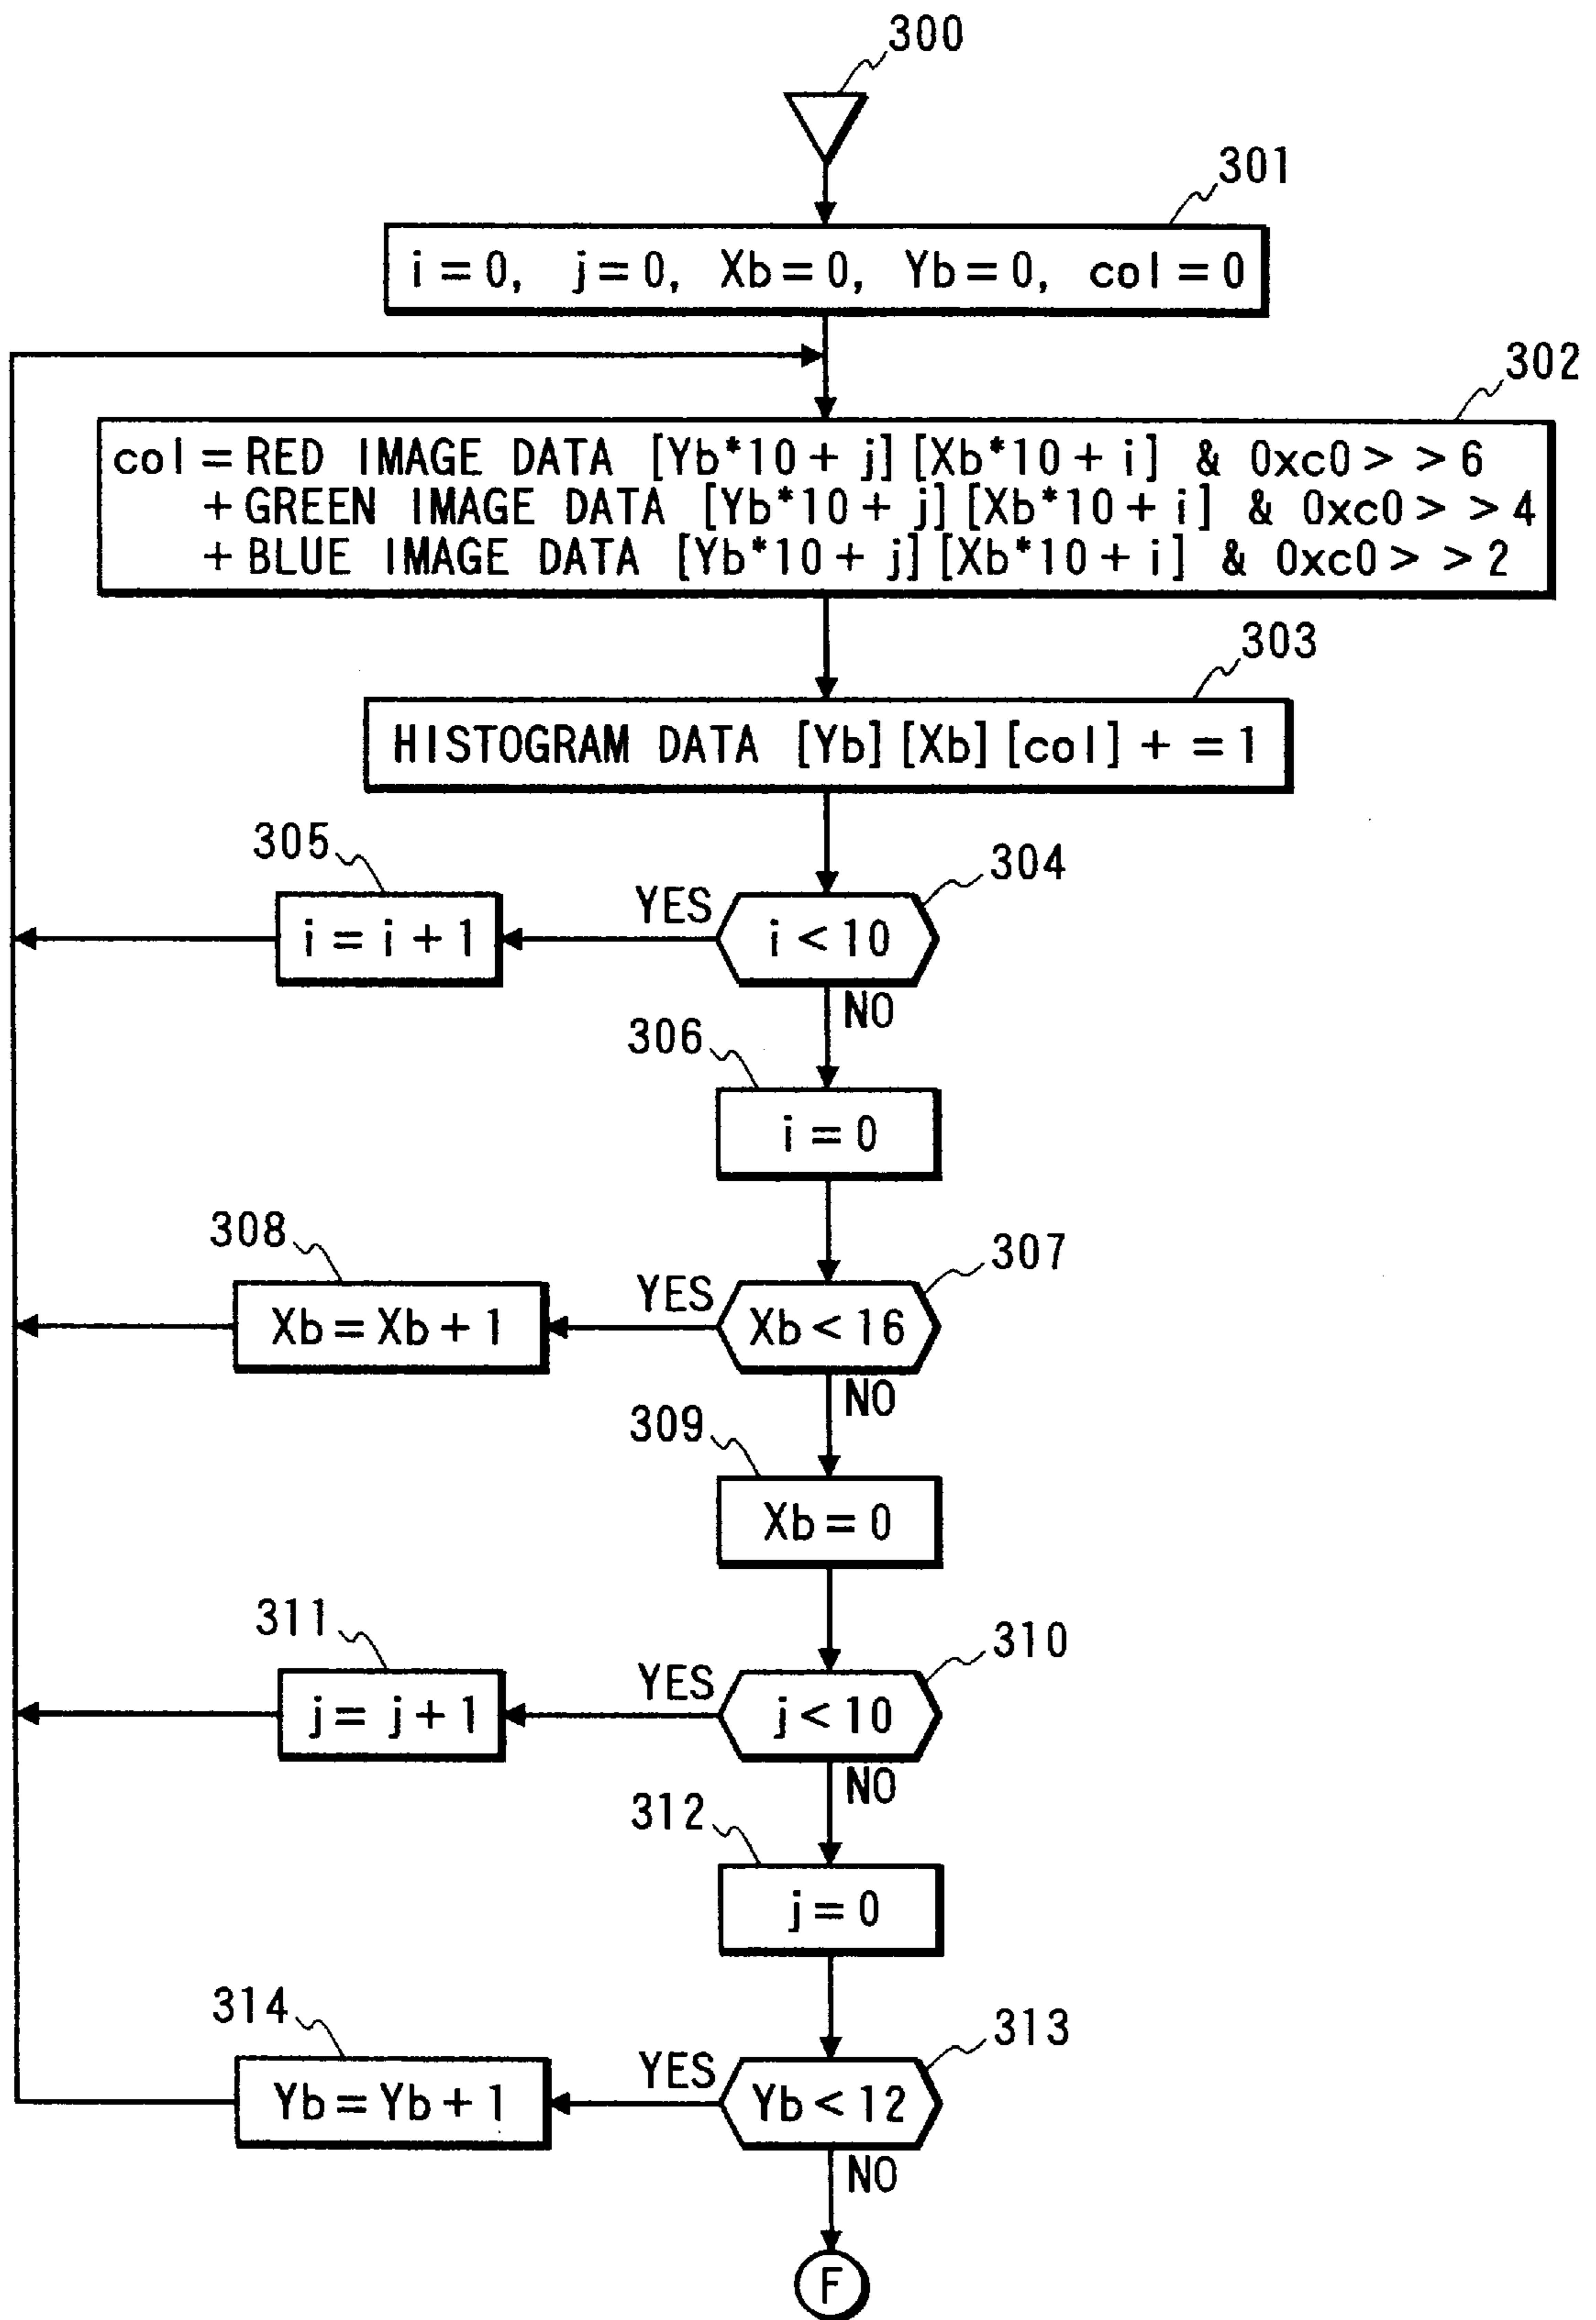 300
301
i = 0, j = 0, Xb = 0, Yb = 0, col = 0
302
col = RED IMAGE DATA [Yb*10 + j] [Xb*10 + i] & 0xc0 > > 6
+ GREEN IMAGE DATA [Yb*10 + j] [Xb*10 + i] & 0xc0 > > 4
+ BLUE IMAGE DATA [Yb*10 + j] [Xb*10 + i] & 0xc0 > > 2
303
HISTOGRAM DATA [Yb] [Xb] [col] + = 1
305
304
i = i + 1
YES
i < 10
NO
306
i = 0
308
307
Xb = Xb + 1
YES
Xb < 16
NO
309
Xb = 0
311
310
j = j + 1
YES
j < 10
NO
312
j = 0
314
313
Yb = Yb + 1
YES
Yb < 12
NO
F